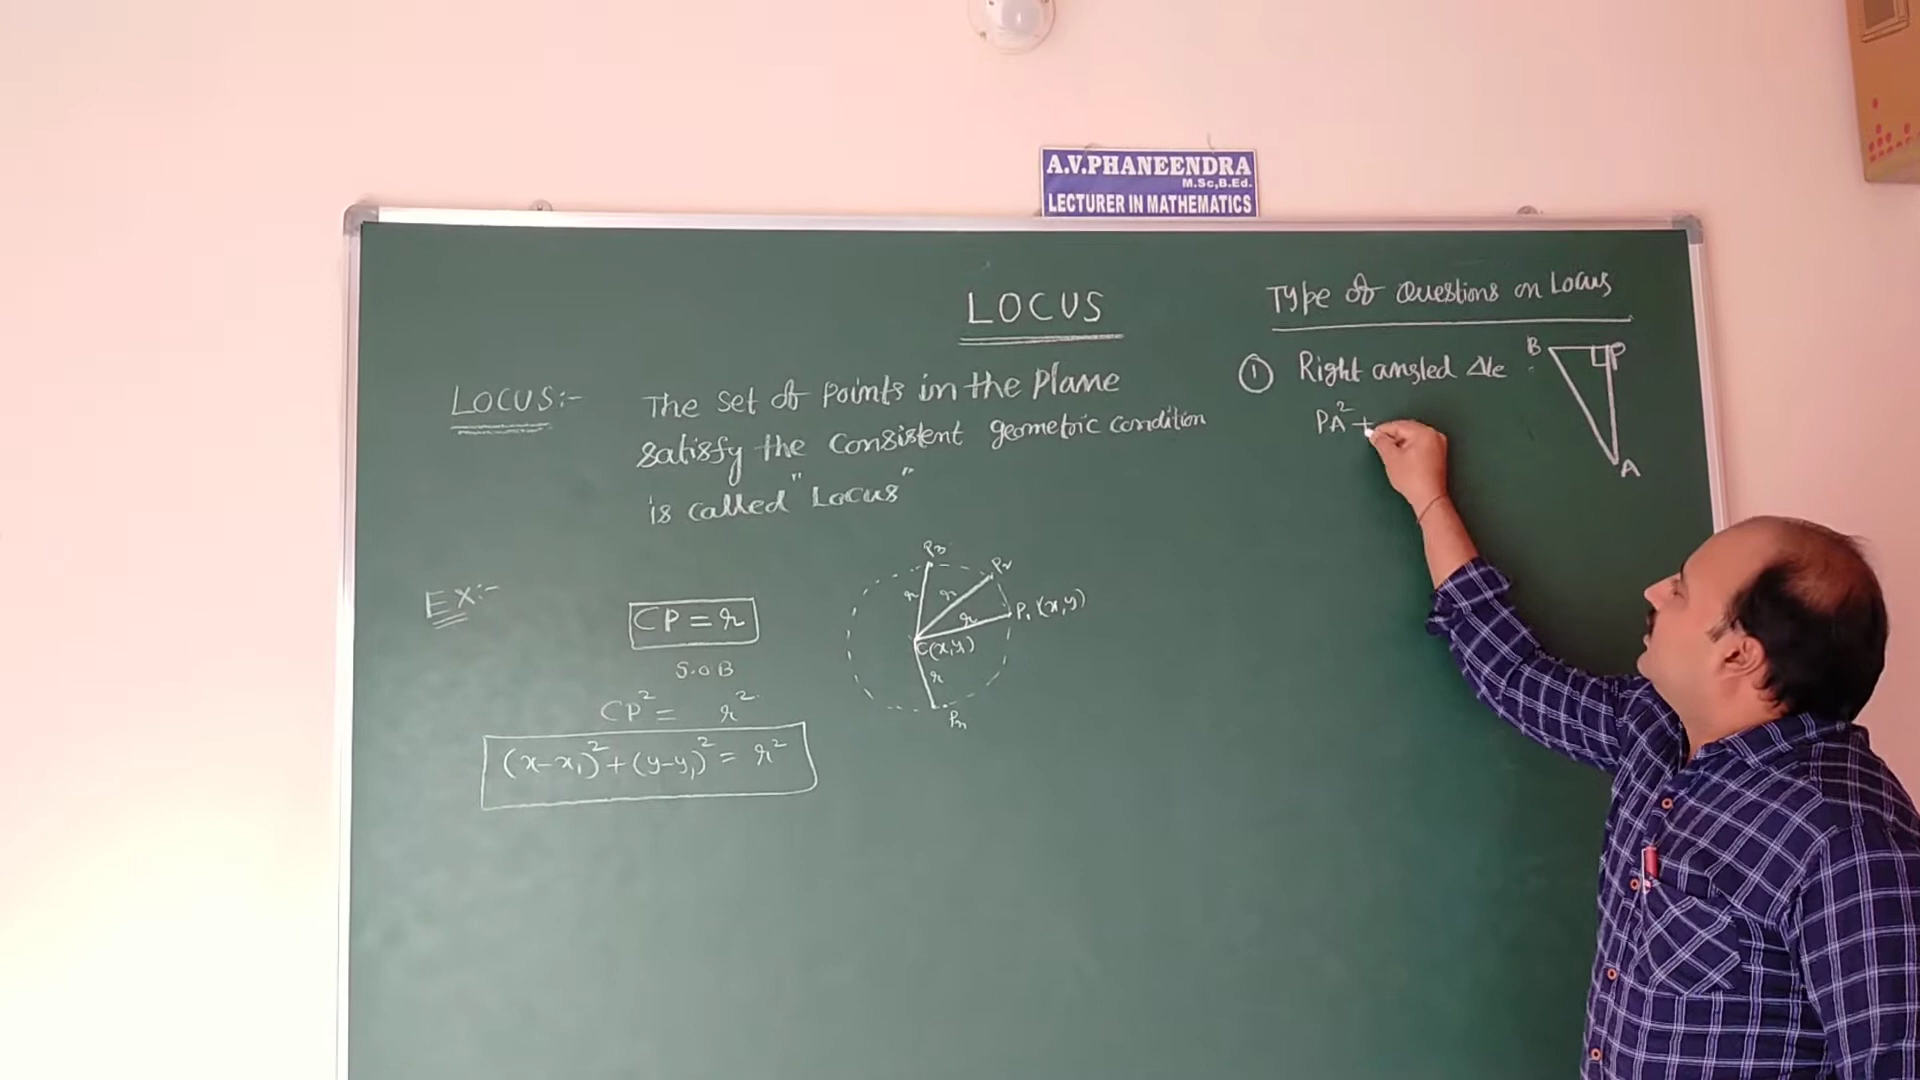 A.V.PHANEENDRA
M.Sc,B.Ed.
LECTURER IN MATHEMATICS
LOCUS
LOCUS:- The set of points in the plane
satisfy the consistent geometric condition
is called "Locus"
Ex:-
CP = r
S.O.B
CP² = r²
(x-x₁)² + (y-y₁)² = r²
P₃
P₂
P₁ (x,y)
r
r
r
C(x₁y₁)
r
Pₙ
Type of Questions on Locus
① Right angled Δle
PA² +
B
P
A